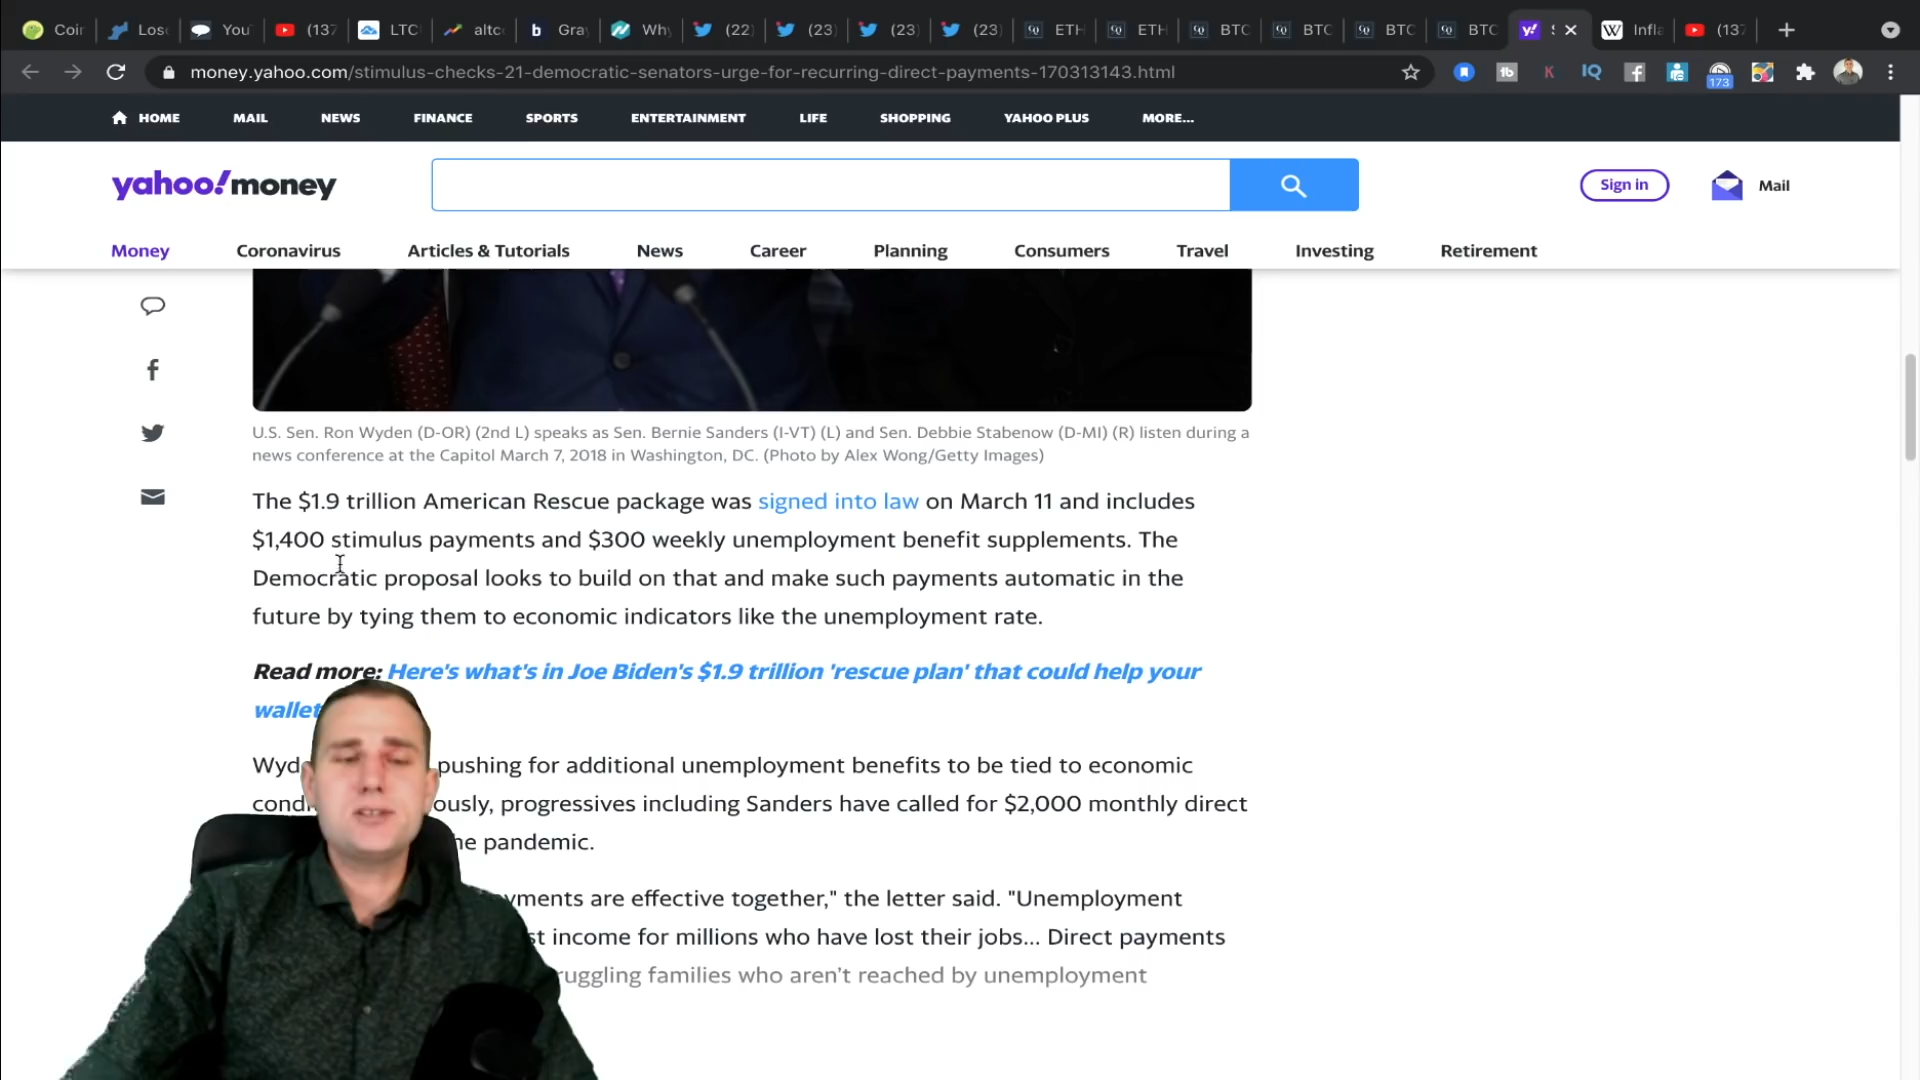 Coin Los You (137 LTC altc b Gra Why (22 (23 (23 (23 ETH ETH BTC BTC BTC BTC y! W Infla (137
money.yahoo.com/stimulus-checks-21-democratic-senators-urge-for-recurring-direct-payments-170313143.html
tb K IQ 173
HOME MAIL NEWS FINANCE SPORTS ENTERTAINMENT LIFE SHOPPING YAHOO PLUS MORE...
yahoo!money
Sign in Mail
Money Coronavirus Articles & Tutorials News Career Planning Consumers Travel Investing Retirement
U.S. Sen. Ron Wyden (D-OR) (2nd L) speaks as Sen. Bernie Sanders (I-VT) (L) and Sen. Debbie Stabenow (D-MI) (R) listen during a
news conference at the Capitol March 7, 2018 in Washington, DC. (Photo by Alex Wong/Getty Images)
The $1.9 trillion American Rescue package was signed into law on March 11 and includes
$1,400 stimulus payments and $300 weekly unemployment benefit supplements. The
Democratic proposal looks to build on that and make such payments automatic in the
future by tying them to economic indicators like the unemployment rate.
Read more: Here's what's in Joe Biden's $1.9 trillion 'rescue plan' that could help your
wallet
Wyd pushing for additional unemployment benefits to be tied to economic
cond ously, progressives including Sanders have called for $2,000 monthly direct
he pandemic.
yments are effective together," the letter said. "Unemployment
st income for millions who have lost their jobs... Direct payments
ruggling families who aren't reached by unemployment